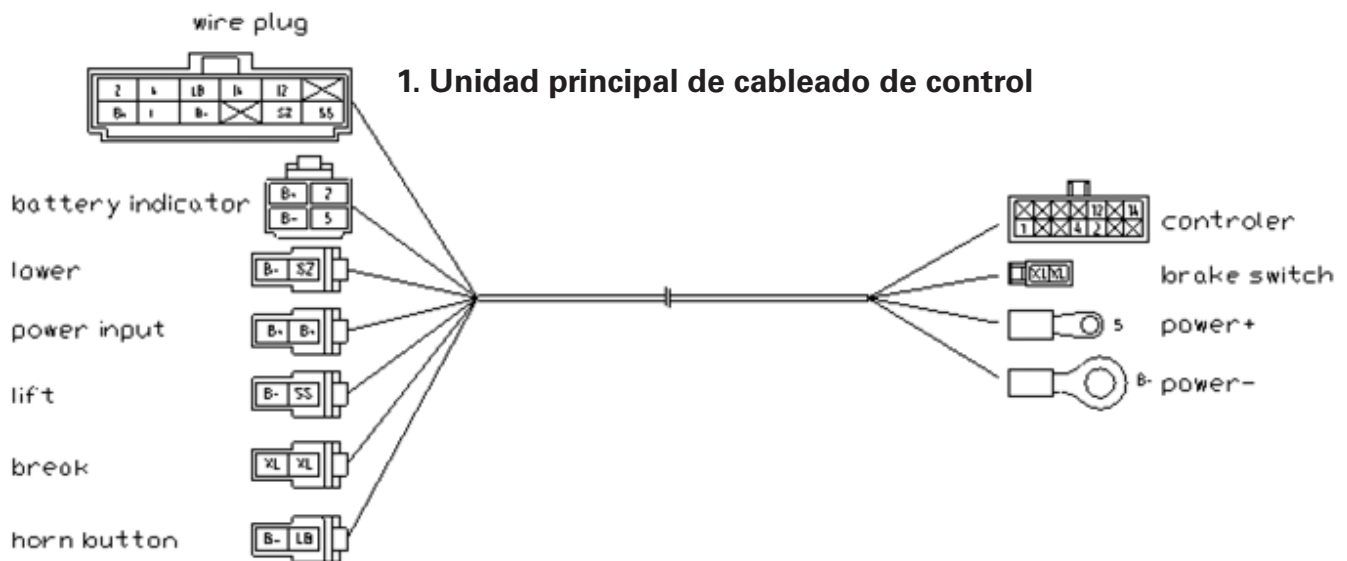 wire plug
1. Unidad principal de cableado de control
2 4 LB 14 12
B+ 1 B- SZ SS
battery indicator
B+ 2
B- 5
lower
B- SZ
power input
B+ B+
lift
B- SS
break
XL XL
horn button
B- LB
12 14
1 4 2
controler
XL XL
brake switch
5
power+
B-
power-